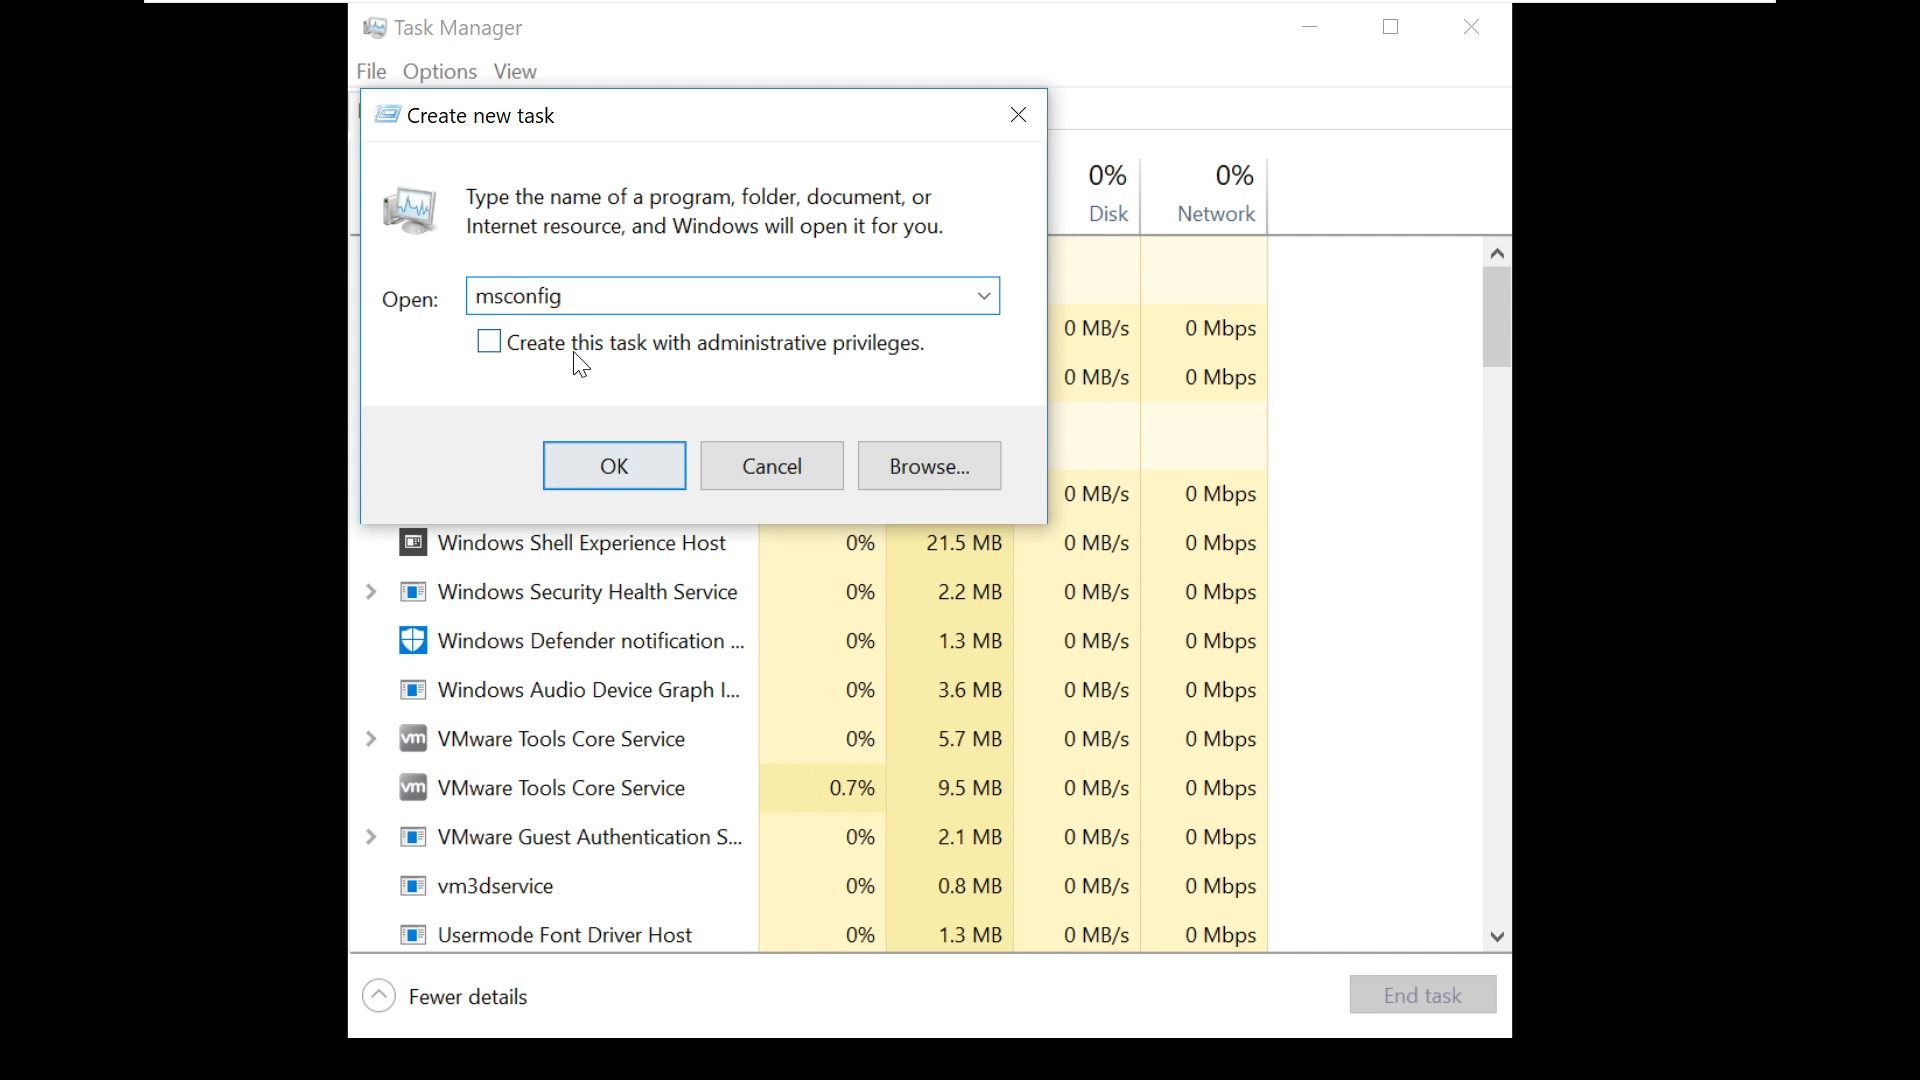 Task Manager
File Options View
Create new task
Type the name of a program, folder, document, or
Internet resource, and Windows will open it for you.
Open: msconfig
Create this task with administrative privileges.
OK Cancel Browse...
0% 0%
Disk Network
0 MB/s 0 Mbps
0 MB/s 0 Mbps
0 MB/s 0 Mbps
Windows Shell Experience Host 0% 21.5 MB 0 MB/s 0 Mbps
Windows Security Health Service 0% 2.2 MB 0 MB/s 0 Mbps
Windows Defender notification ... 0% 1.3 MB 0 MB/s 0 Mbps
Windows Audio Device Graph I... 0% 3.6 MB 0 MB/s 0 Mbps
vm VMware Tools Core Service 0% 5.7 MB 0 MB/s 0 Mbps
vm VMware Tools Core Service 0.7% 9.5 MB 0 MB/s 0 Mbps
VMware Guest Authentication S... 0% 2.1 MB 0 MB/s 0 Mbps
vm3dservice 0% 0.8 MB 0 MB/s 0 Mbps
Usermode Font Driver Host 0% 1.3 MB 0 MB/s 0 Mbps
Fewer details End task